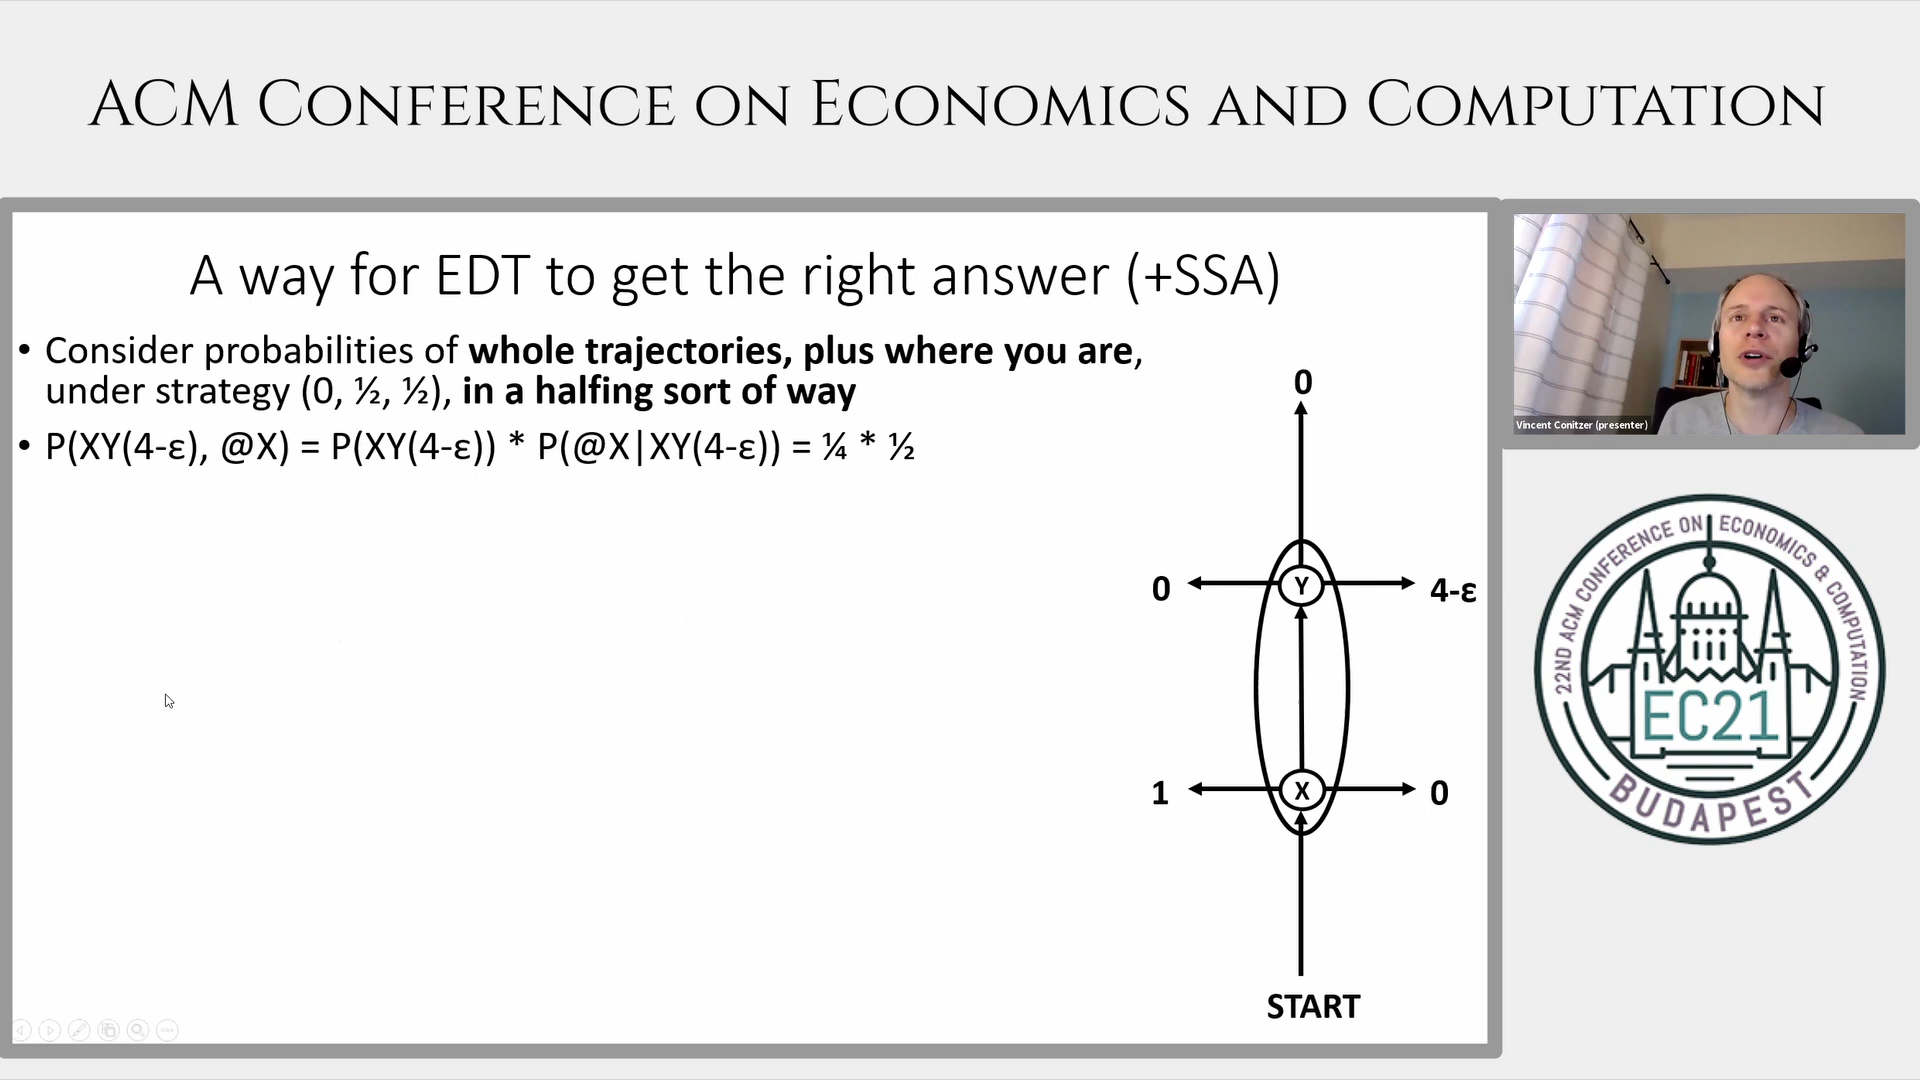 ACM Conference on Economics and Computation
A way for EDT to get the right answer (+SSA)
• Consider probabilities of whole trajectories, plus where you are,
under strategy (0, ½, ½), in a halfing sort of way
• P(XY(4-ε), @X) = P(XY(4-ε)) * P(@X|XY(4-ε)) = ¼ * ½
0
0
Y
4-ε
1
X
0
START
Vincent Conitzer (presenter)
22ND ACM CONFERENCE ON ECONOMICS & COMPUTATION
EC21
BUDAPEST